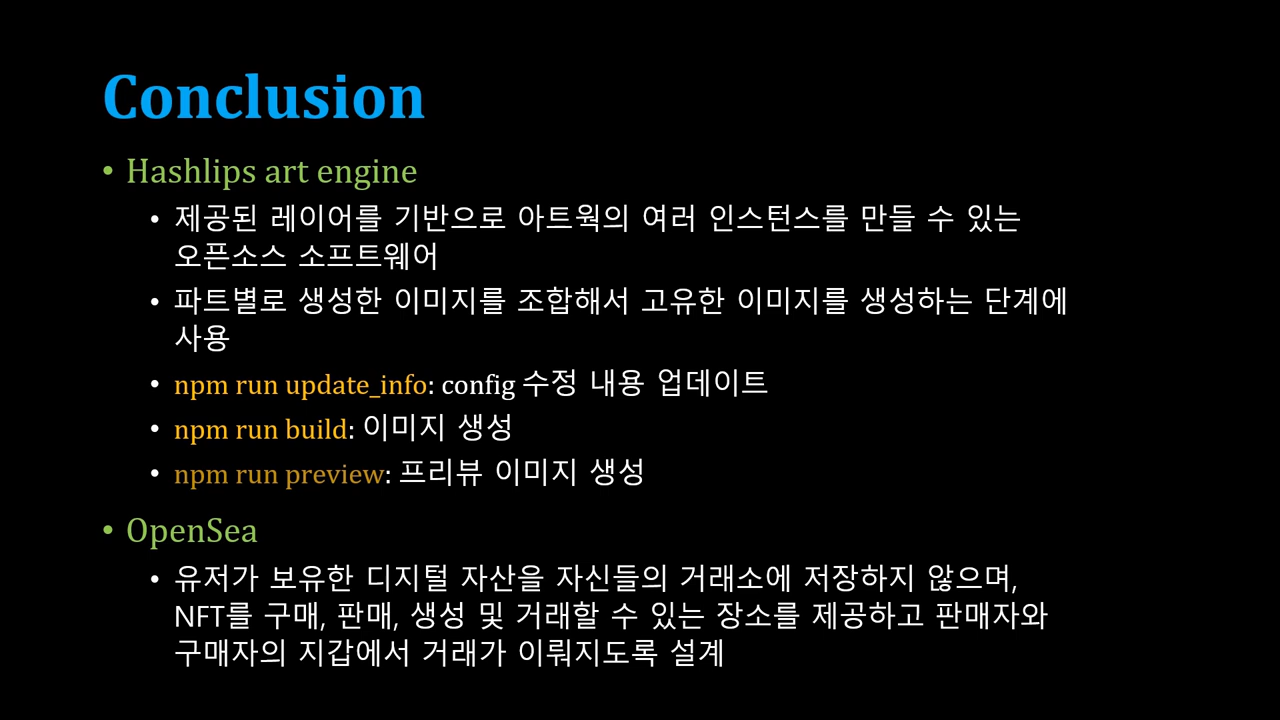 Conclusion
• Hashlips art engine
• 제공된 레이어를 기반으로 아트웍의 여러 인스턴스를 만들 수 있는
오픈소스 소프트웨어
• 파트별로 생성한 이미지를 조합해서 고유한 이미지를 생성하는 단계에
사용
• npm run update_info: config 수정 내용 업데이트
• npm run build: 이미지 생성
• npm run preview: 프리뷰 이미지 생성
• OpenSea
• 유저가 보유한 디지털 자산을 자신들의 거래소에 저장하지 않으며,
NFT를 구매, 판매, 생성 및 거래할 수 있는 장소를 제공하고 판매자와
구매자의 지갑에서 거래가 이뤄지도록 설계